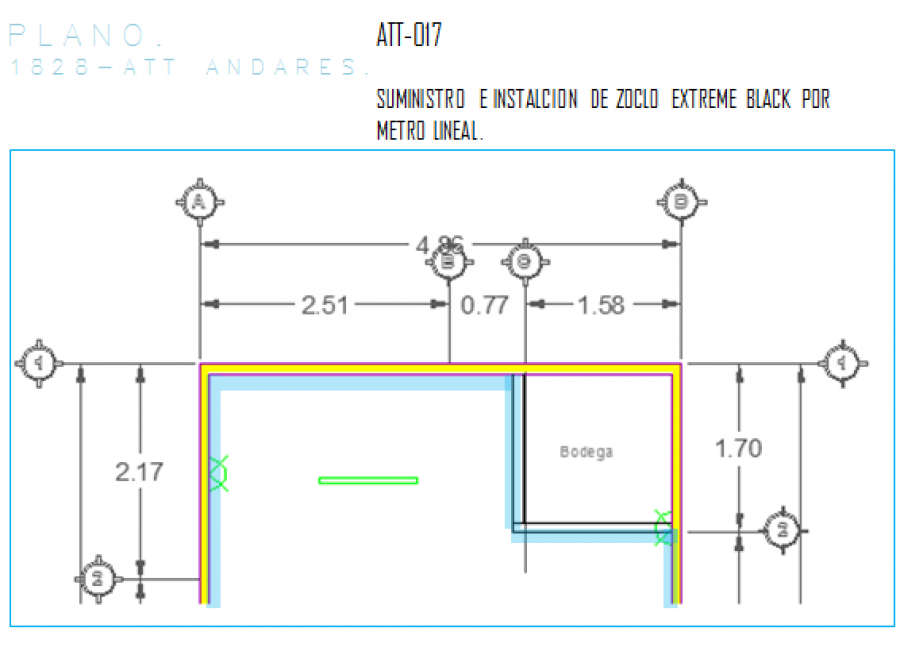 PLANO.
1828-ATT ANDARES.
ATT-017
SUMINISTRO E INSTALCION DE ZOCLO EXTREME BLACK POR
METRO LINEAL.
A
D
4.86
B
C
2.51
0.77
1.58
1
1
Bodega
1.70
2.17
2
2